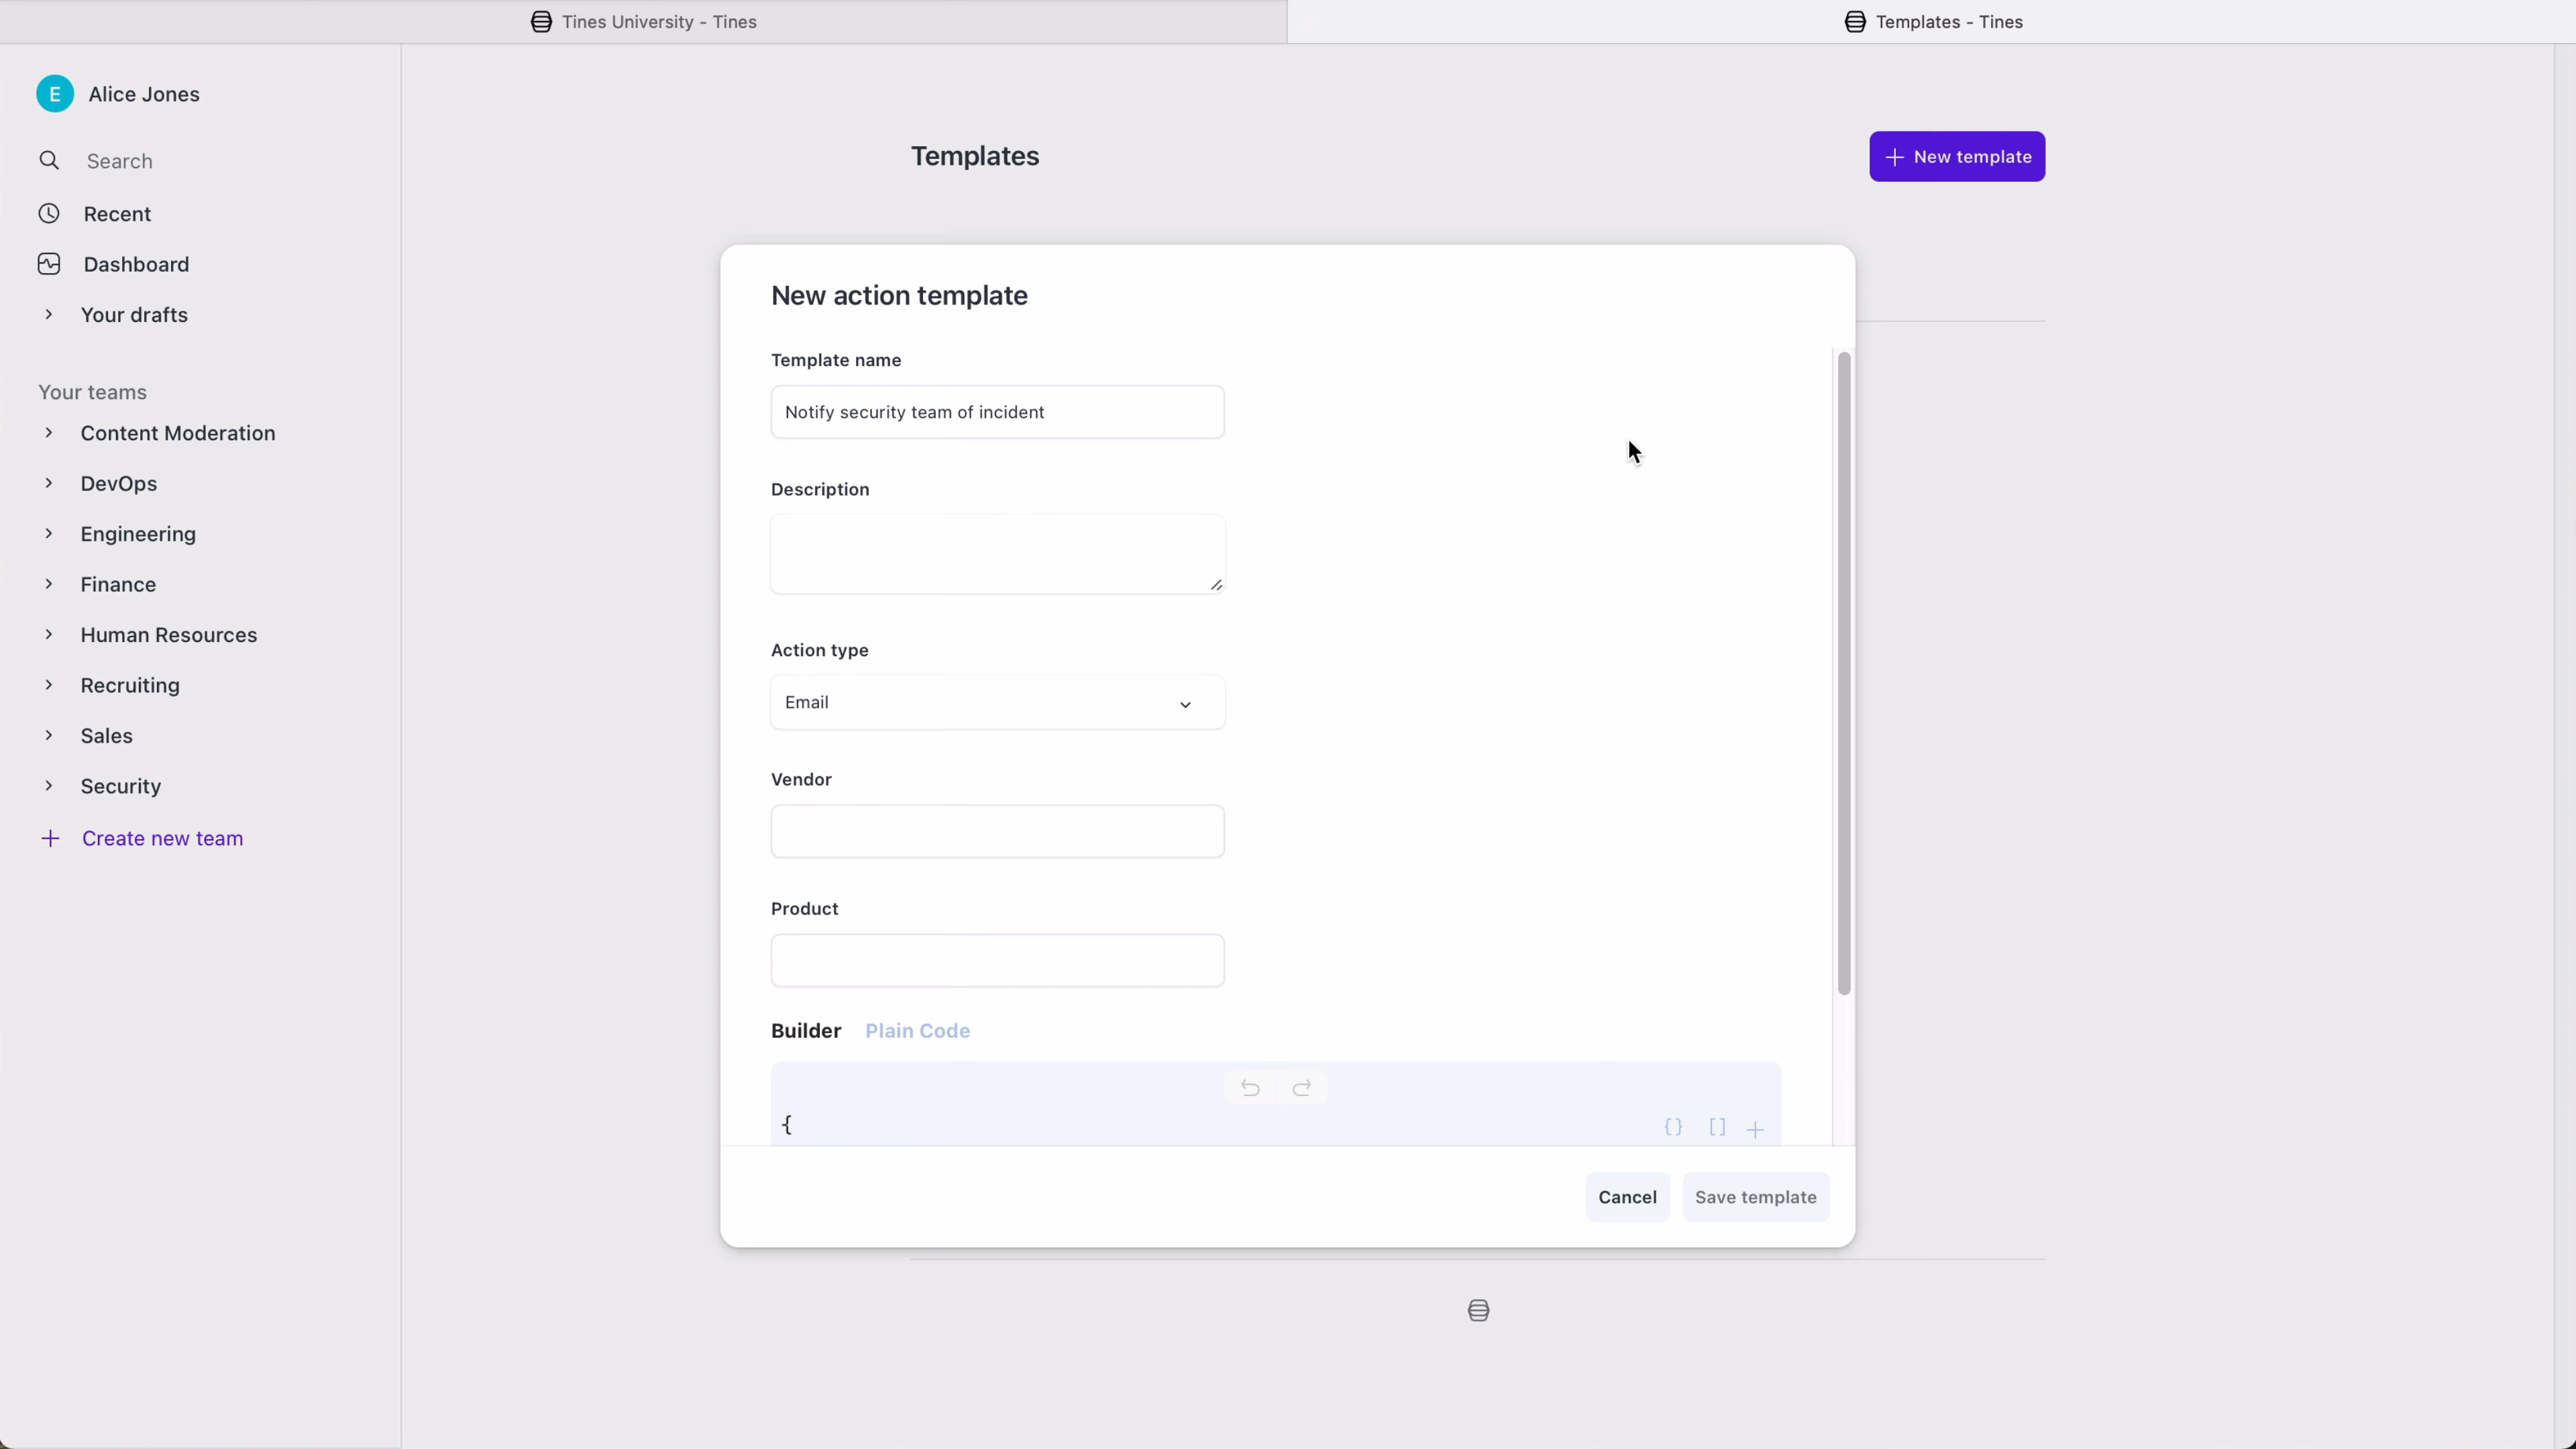 Tines University - Tines
Templates - Tines
E
Alice Jones
Search
Recent
Dashboard
Your drafts
Your teams
Content Moderation
DevOps
Engineering
Finance
Human Resources
Recruiting
Sales
Security
+ Create new team
Templates
+ New template
New action template
Template name
Notify security team of incident
Description
Action type
Email
Vendor
Product
Builder Plain Code
{ {} [] +
Cancel Save template